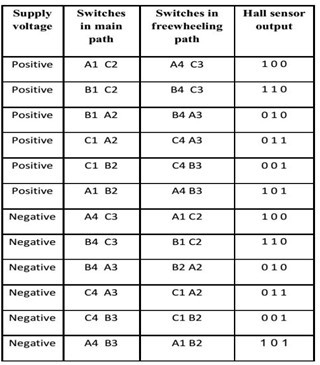 Supply voltage Switches in main path Switches in freewheeling path Hall sensor output
Positive A1 C2 A4 C3 1 0 0
Positive B1 C2 B4 C3 1 1 0
Positive B1 A2 B4 A3 0 1 0
Positive C1 A2 C4 A3 0 1 1
Positive C1 B2 C4 B3 0 0 1
Positive A1 B2 A4 B3 1 0 1
Negative A4 C3 A1 C2 1 0 0
Negative B4 C3 B1 C2 1 1 0
Negative B4 A3 B2 A2 0 1 0
Negative C4 A3 C1 A2 0 1 1
Negative C4 B3 C1 B2 0 0 1
Negative A4 B3 A1 B2 1 0 1